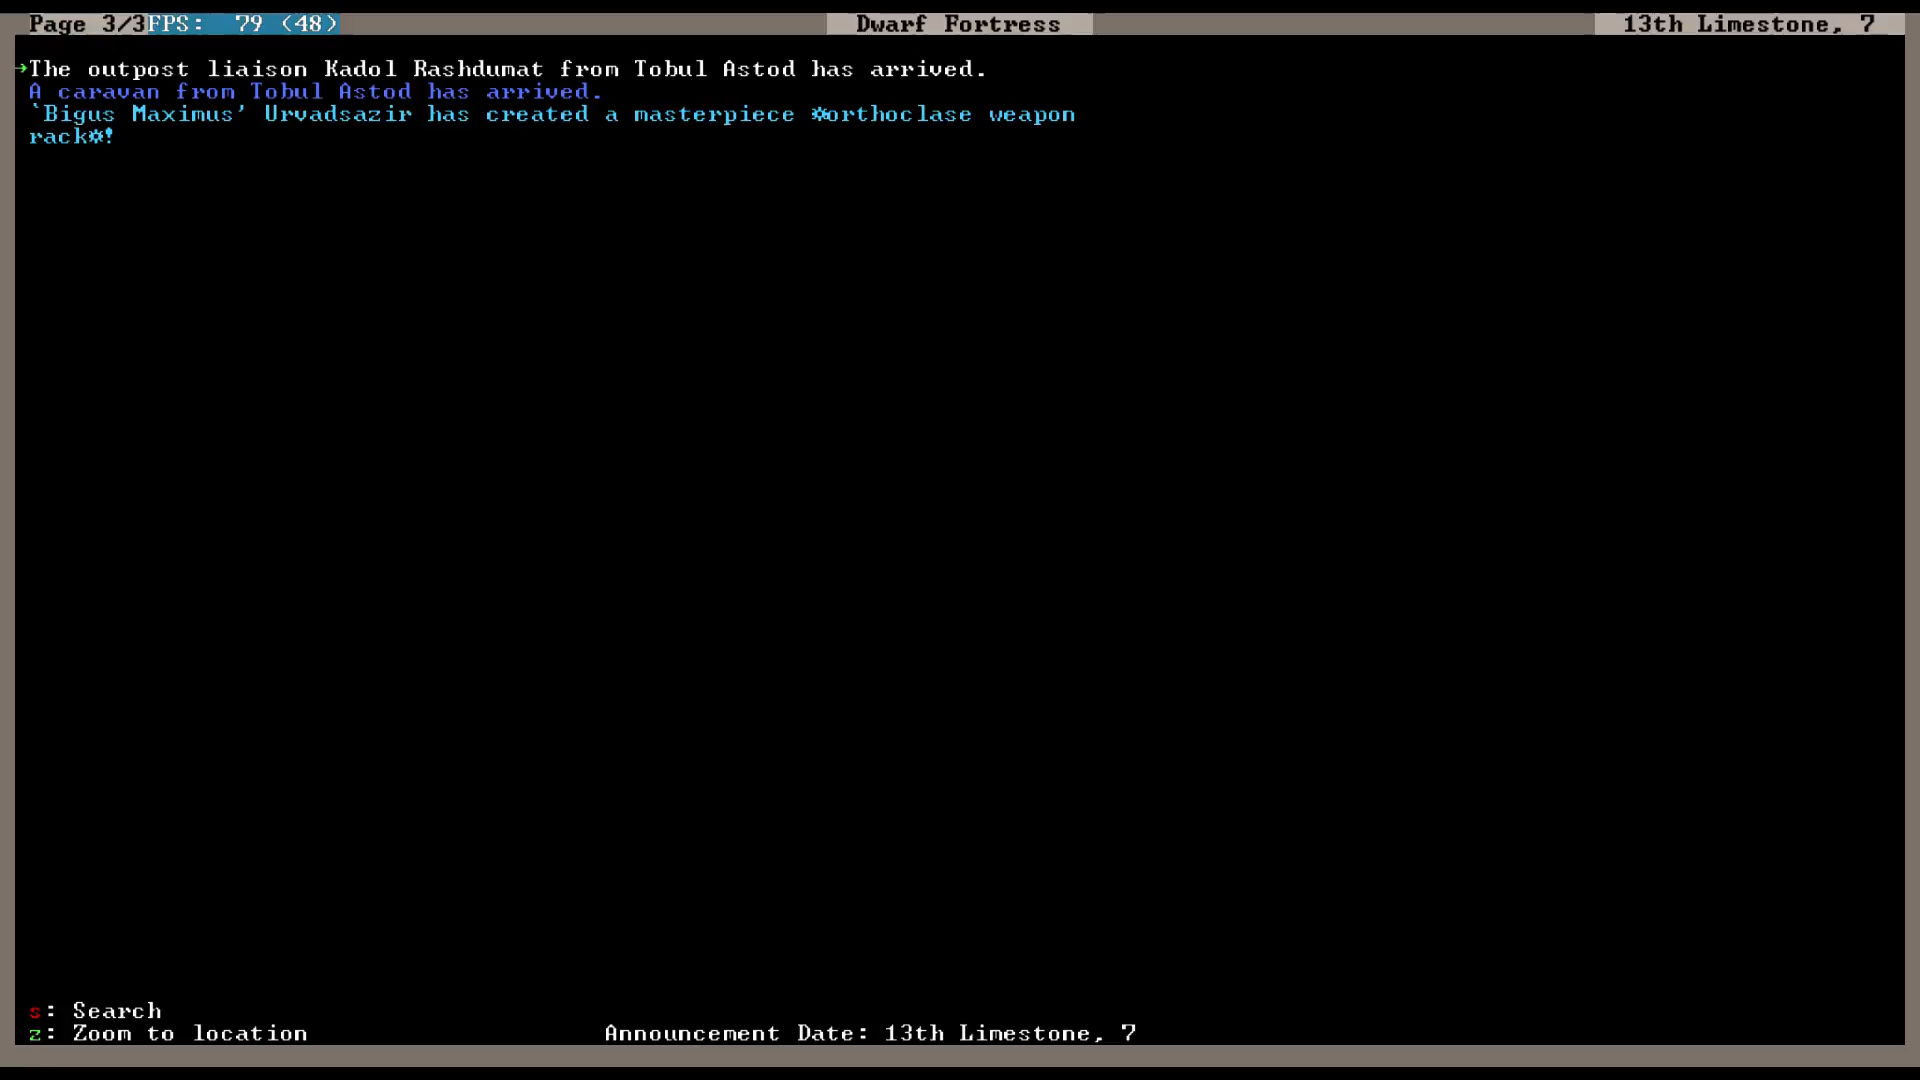 Page 3/3FPS: 79 (48) Dwarf Fortress 13th Limestone, 7
→The outpost liaison Kadol Rashdumat from Tobul Astod has arrived.
A caravan from Tobul Astod has arrived.
`Bigus Maximus' Urvadsazir has created a masterpiece ☼orthoclase weapon
rack☼!
s: Search
z: Zoom to location Announcement Date: 13th Limestone, 7